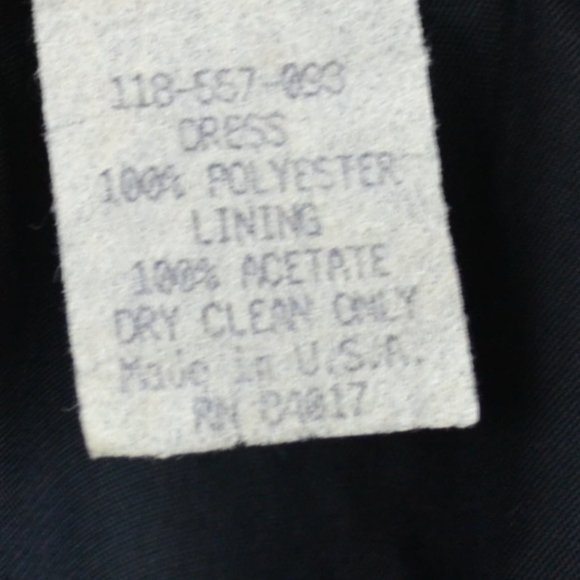 118-557-093
DRESS
100% POLYESTER
LINING
100% ACETATE
DRY CLEAN ONLY
Made in U.S.A.
RN 84017